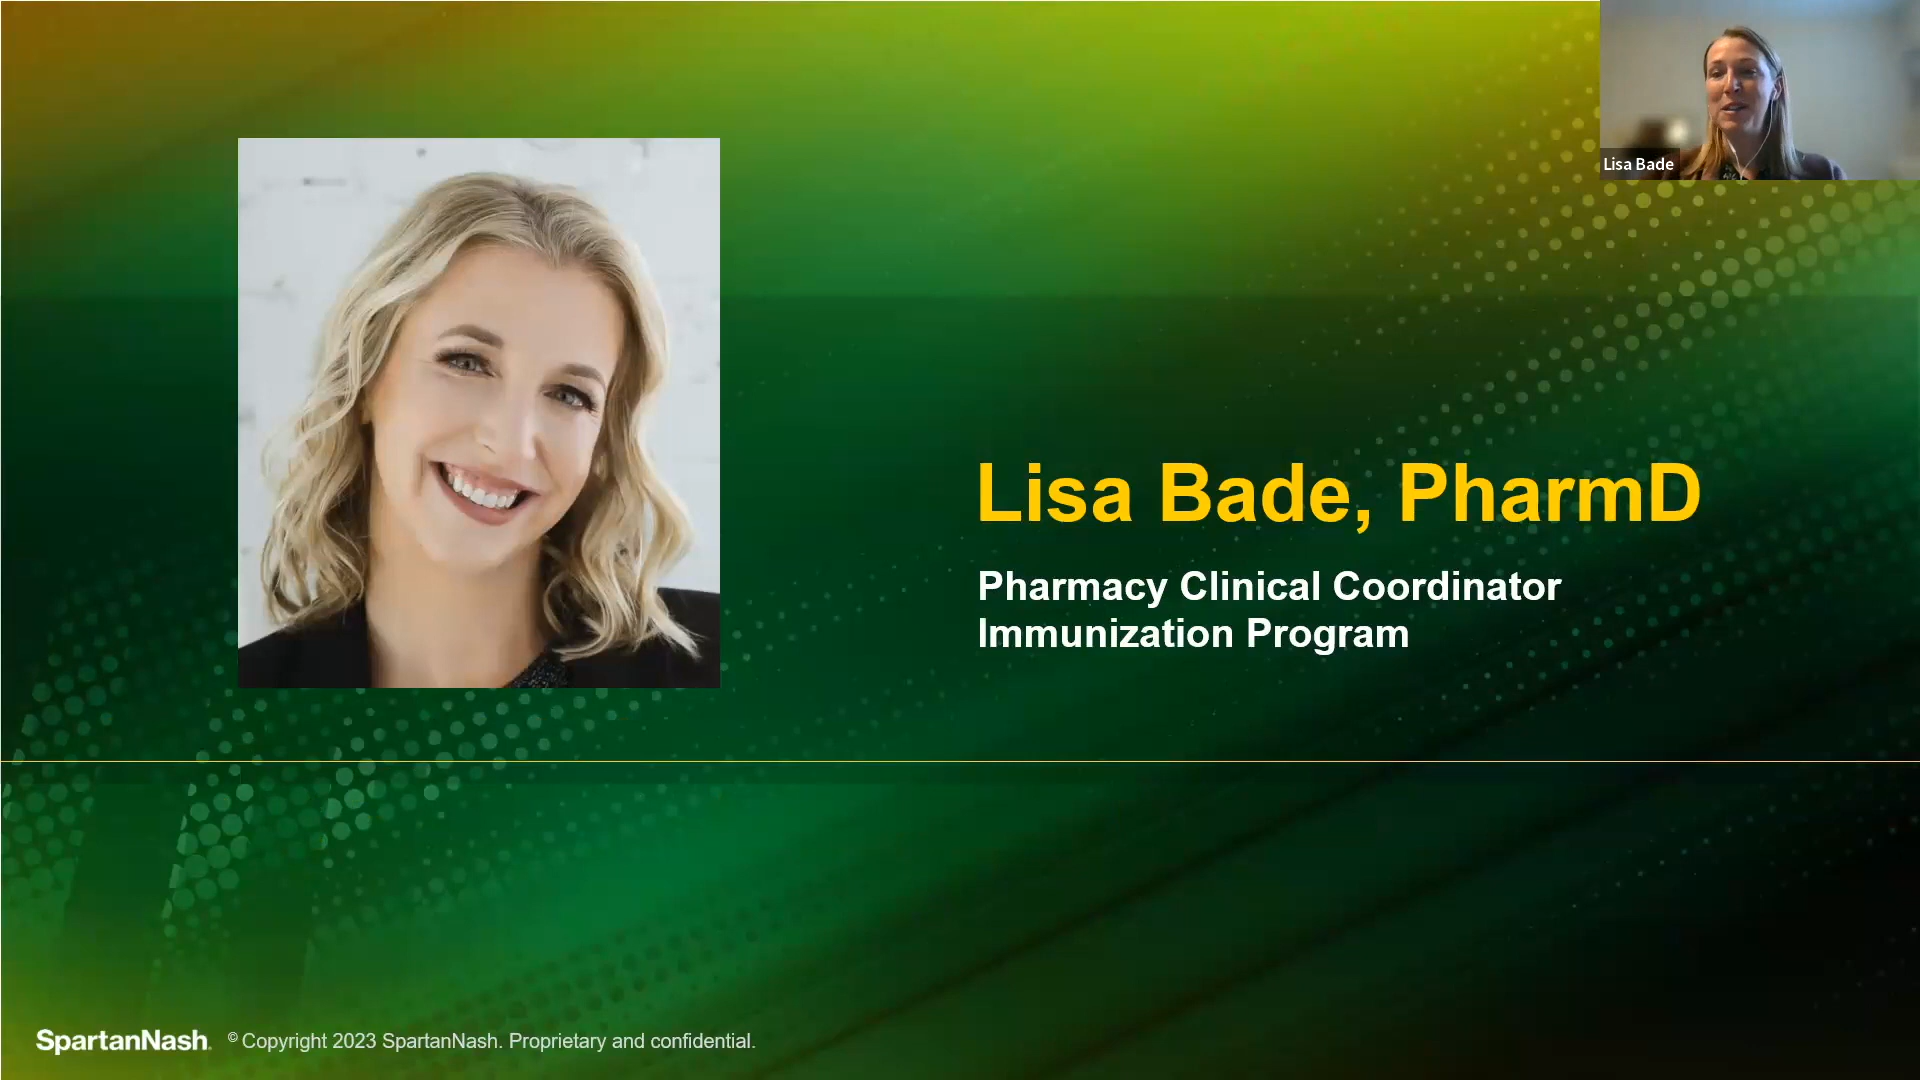 Lisa Bade
Lisa Bade, PharmD
Pharmacy Clinical Coordinator
Immunization Program
SpartanNash © Copyright 2023 SpartanNash. Proprietary and confidential.